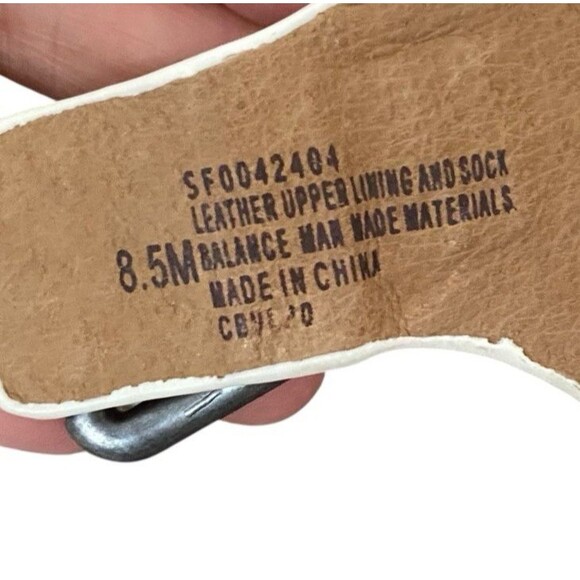 SF0042404
LEATHER UPPER LINING AND SOCK
8.5M BALANCE MAN MADE MATERIALS
MADE IN CHINA